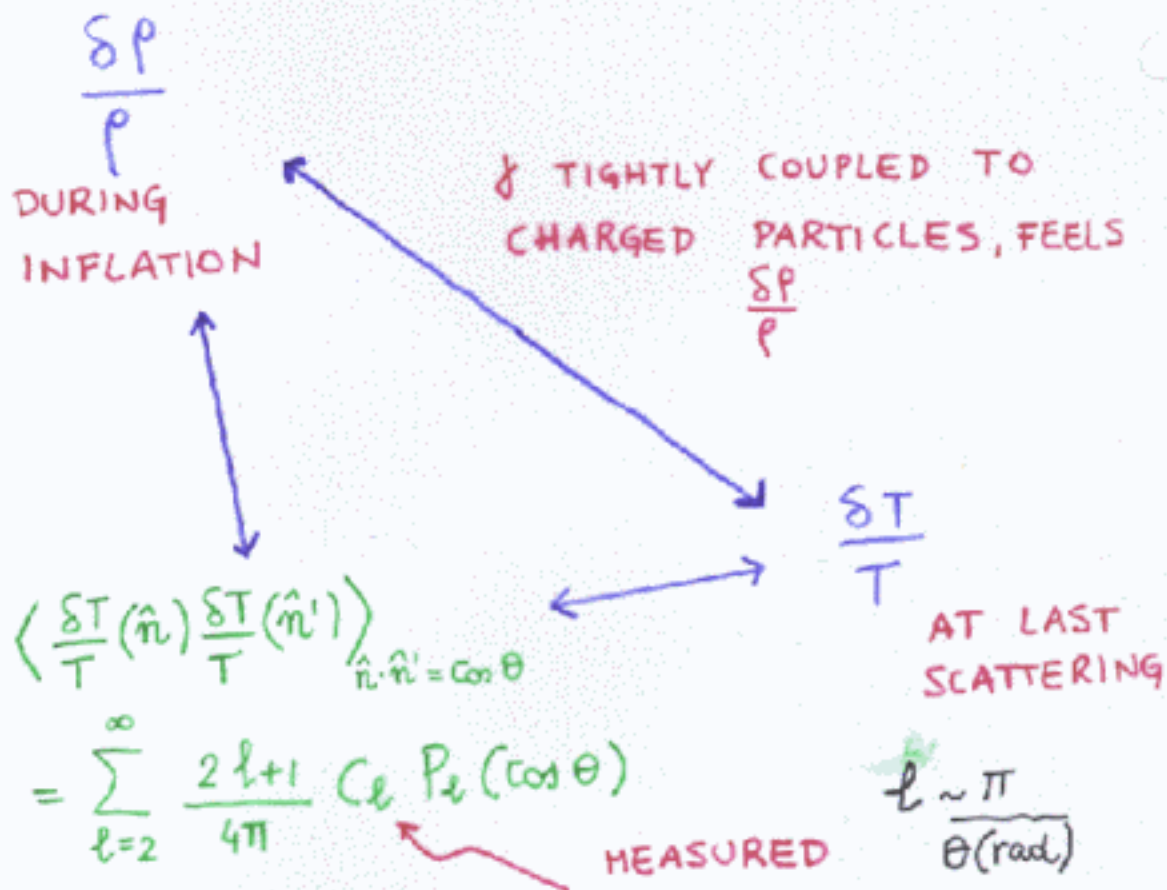 δρ/ρ
DURING
INFLATION
γ TIGHTLY COUPLED TO
CHARGED PARTICLES, FEELS
δρ/ρ
δT/T
AT LAST
SCATTERING
⟨ δT/T (n̂) δT/T (n̂') ⟩ n̂·n̂' = cos θ
= ∑_{ℓ=2}^{∞} (2ℓ+1)/4π C_ℓ P_ℓ (cos θ)
ℓ ~ π/θ(rad)
MEASURED